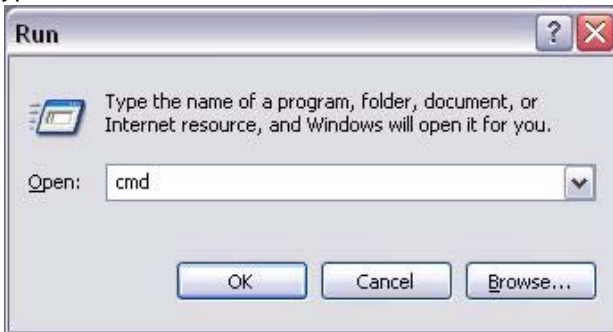 Run
Type the name of a program, folder, document, or
Internet resource, and Windows will open it for you.
Open: cmd
OK Cancel Browse...